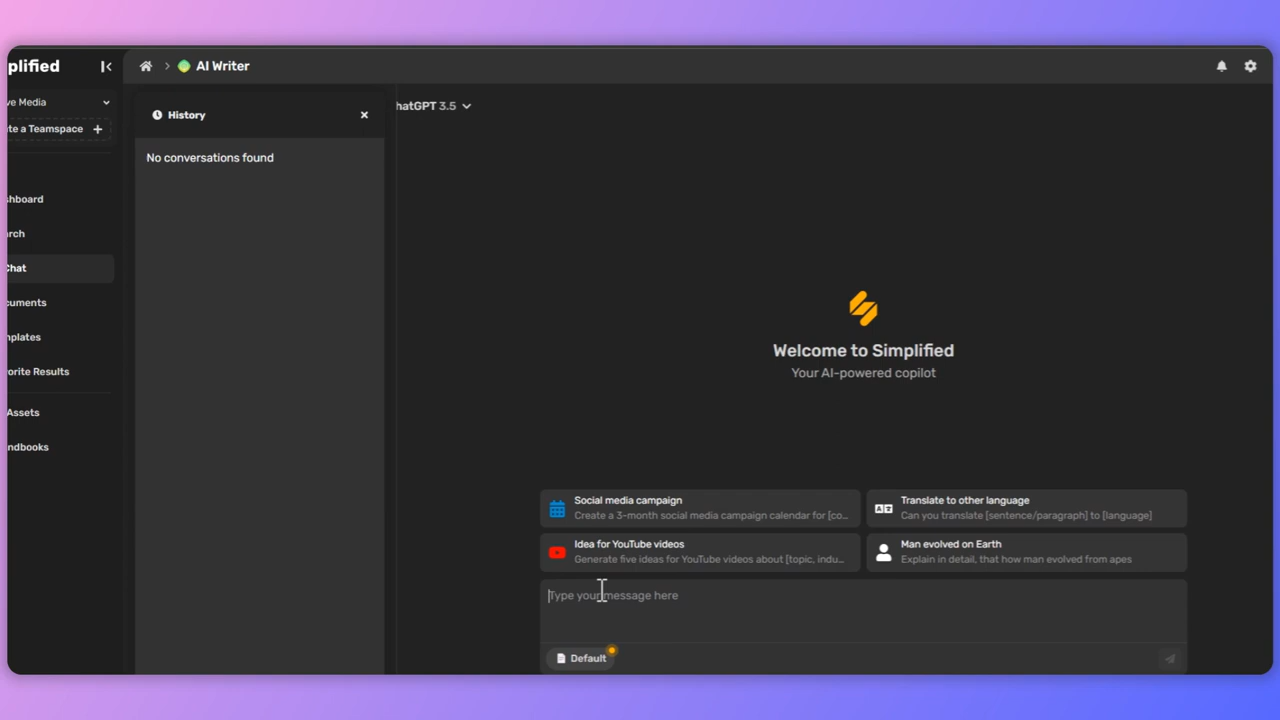 plified
AI Writer
ve Media
te a Teamspace
shboard
rch
Chat
cuments
mplates
orite Results
Assets
ndbooks
History
No conversations found
hatGPT 3.5
Welcome to Simplified
Your AI-powered copilot
Social media campaign
Create a 3-month social media campaign calendar for [co...
Translate to other language
Can you translate [sentence/paragraph] to [language]
Idea for YouTube videos
Generate five ideas for YouTube videos about [topic, indu...
Man evolved on Earth
Explain in detail, that how man evolved from apes
Type your message here
Default